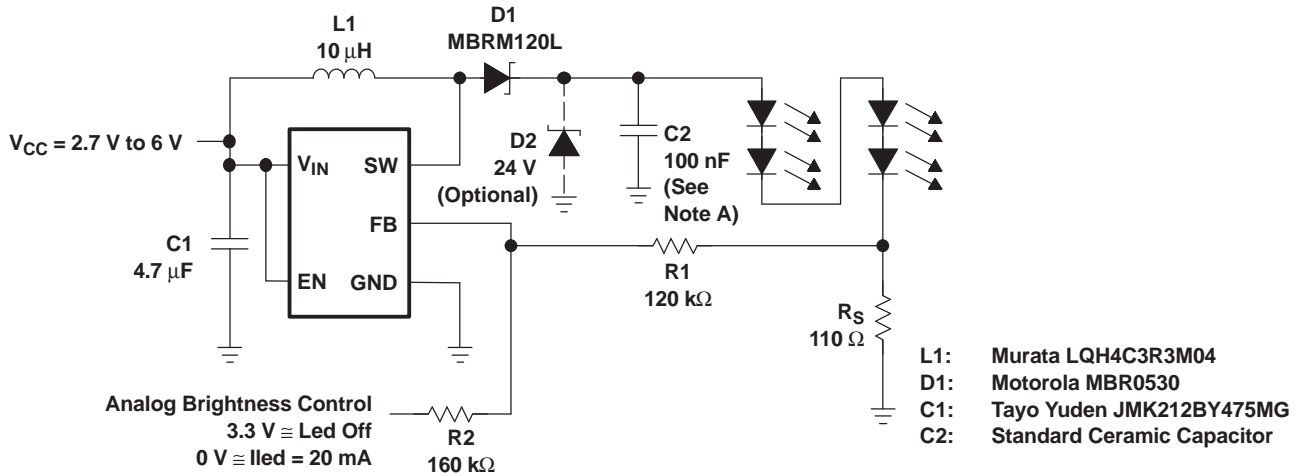 L1
10 μH
D1
MBRM120L
VCC = 2.7 V to 6 V
VIN
SW
FB
EN
GND
C1
4.7 μF
D2
24 V
(Optional)
C2
100 nF
(See
Note A)
R1
120 kΩ
RS
110 Ω
Analog Brightness Control
3.3 V ≅ Led Off
0 V ≅ Iled = 20 mA
R2
160 kΩ
L1: Murata LQH4C3R3M04
D1: Motorola MBR0530
C1: Tayo Yuden JMK212BY475MG
C2: Standard Ceramic Capacitor